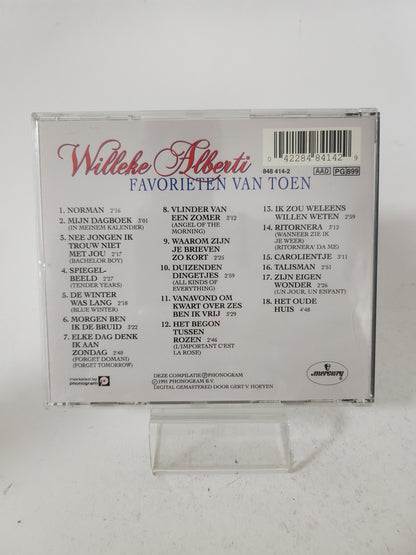 Willeke Alberti
FAVORIETEN VAN TOEN
0 42284 84142 9
848 414-2
AAD
PG 899
1. NORMAN 2'16
2. MIJN DAGBOEK 3'01
(IN MEINEM KALENDER)
3. NEE JONGEN IK
TROUW NIET
MET JOU 2'17
(BACHELOR BOY)
4. SPIEGEL-
BEELD 2'27
(TENDER YEARS)
5. DE WINTER
WAS LANG 2'18
(BLUE WINTER)
6. MORGEN BEN
IK DE BRUID 3'22
7. ELKE DAG DENK
IK AAN
ZONDAG 2'40
(FORGET DOMANI)
(FORGET TOMORROW)
8. VLINDER VAN
EEN ZOMER 3'12
(ANGEL OF THE
MORNING)
9. WAAROM ZIJN
JE BRIEVEN
ZO KORT 2'25
10. DUIZENDEN
DINGETJES 2'59
(ALL KINDS OF
EVERYTHING)
11. VANAVOND OM
KWART OVER ZES
BEN IK VRIJ 3'29
12. HET BEGON
TUSSEN
ROZEN 2'46
(L'IMPORTANT C'EST
LA ROSE)
13. IK ZOU WELEENS
WILLEN WETEN 2'59
14. RITORNERA 3'12
(WANNEER ZIE IK
JE WEER)
(RITORNERA' DA ME)
15. CAROLIENTJE 3'11
16. TALISMAN 2'51
17. ZIJN EIGEN
WONDER 2'26
(UN JOUR, UN ENFANT)
18. HET OUDE
HUIS 4'48
marketed by
phonogram
DEZE COMPILATIE ℗ PHONOGRAM
© 1991 PHONOGRAM B.V.
DIGITAL GEMASTERED DOOR GERT V. HOEYEN
mercury